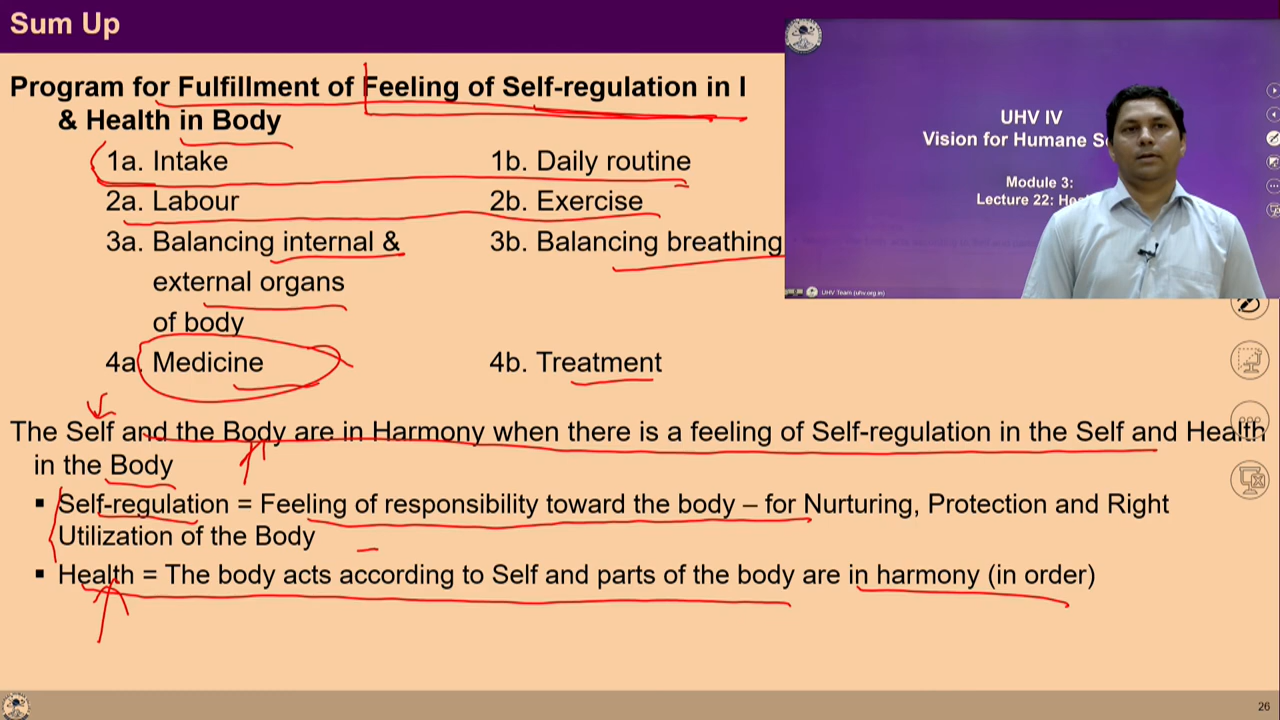 Sum Up
Program for Fulfillment of Feeling of Self-regulation in I
& Health in Body
1a. Intake 1b. Daily routine
2a. Labour 2b. Exercise
3a. Balancing internal & 3b. Balancing breathing
external organs
of body
4a. Medicine 4b. Treatment
The Self and the Body are in Harmony when there is a feeling of Self-regulation in the Self and Health
in the Body
▪ Self-regulation = Feeling of responsibility toward the body – for Nurturing, Protection and Right
Utilization of the Body
▪ Health = The body acts according to Self and parts of the body are in harmony (in order)
26
UHV IV
Vision for Humane
Module 3:
Lecture 22:
UHV Team (uhv.org.in)